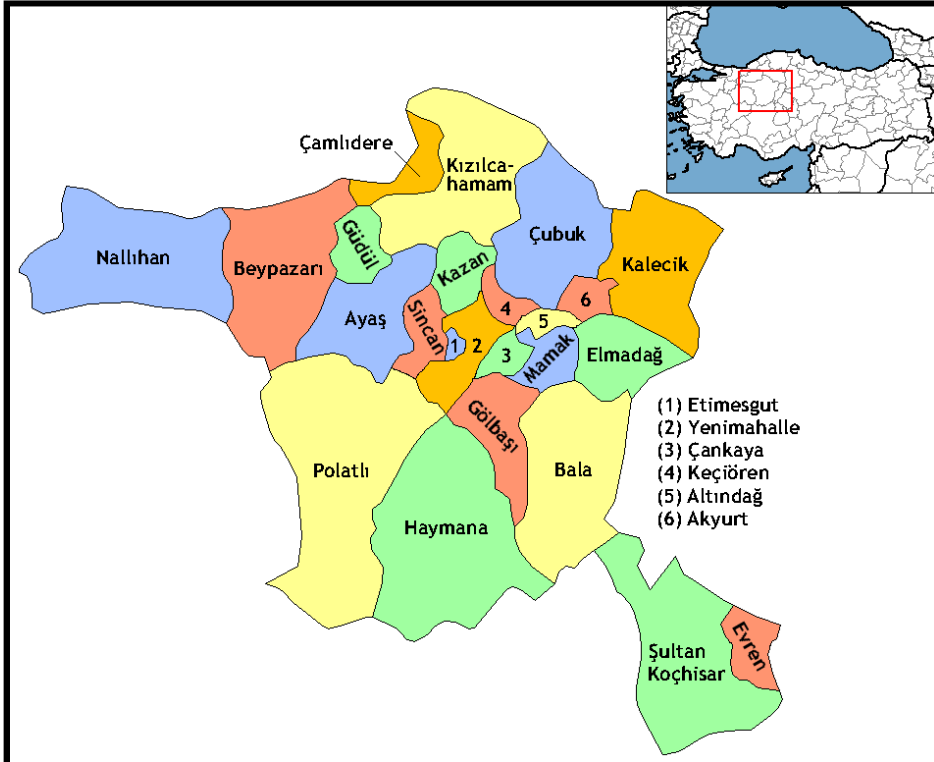 Çamlıdere
Kızılca-
hamam
Çubuk
Kalecik
Nallıhan
Beypazarı
Güdül
Kazan
Ayaş
Sincan
1
2
3
4
5
6
Mamak
Elmadağ
Gölbaşı
Polatlı
Haymana
Bala
(1) Etimesgut
(2) Yenimahalle
(3) Çankaya
(4) Keçiören
(5) Altındağ
(6) Akyurt
Şultan
Koçhisar
Evren